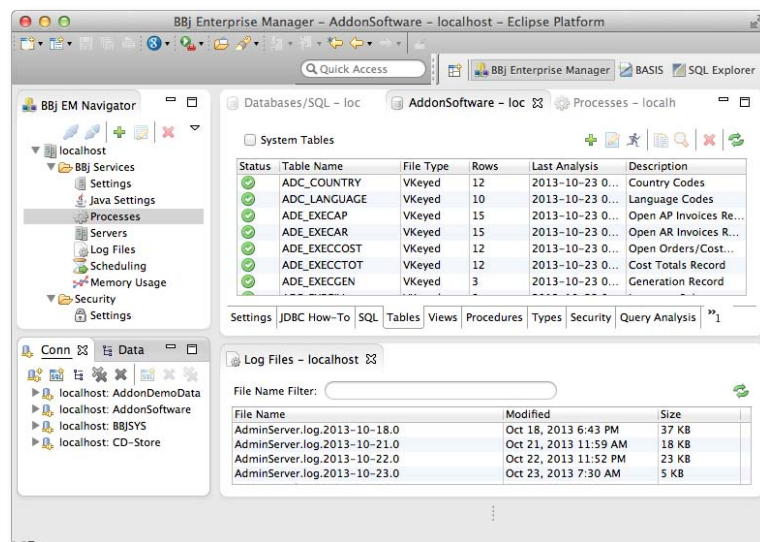 BBj Enterprise Manager – AddonSoftware – localhost – Eclipse Platform
Quick Access
BBj Enterprise Manager
BASIS
SQL Explorer
BBj EM Navigator
localhost
BBj Services
Settings
Java Settings
Processes
Servers
Log Files
Scheduling
Memory Usage
Security
Settings
Conn
Data
localhost: AddonDemoData
localhost: AddonSoftware
localhost: BBJSYS
localhost: CD-Store
Databases/SQL – loc
AddonSoftware – loc
Processes – localh
System Tables
Status Table Name File Type Rows Last Analysis Description
ADC_COUNTRY VKeyed 12 2013-10-23 0... Country Codes
ADC_LANGUAGE VKeyed 10 2013-10-23 0... Language Codes
ADE_EXECAP VKeyed 15 2013-10-23 0... Open AP Invoices Re...
ADE_EXECAR VKeyed 15 2013-10-23 0... Open AR Invoices R...
ADE_EXECCOST VKeyed 12 2013-10-23 0... Open Orders/Cost...
ADE_EXECCTOT VKeyed 12 2013-10-23 0... Cost Totals Record
ADE_EXECGEN VKeyed 3 2013-10-23 0... Generation Record
Settings JDBC How-To SQL Tables Views Procedures Types Security Query Analysis »1
Log Files – localhost
File Name Filter:
File Name Modified Size
AdminServer.log.2013-10-18.0 Oct 18, 2013 6:43 PM 37 KB
AdminServer.log.2013-10-21.0 Oct 21, 2013 11:59 AM 18 KB
AdminServer.log.2013-10-22.0 Oct 22, 2013 11:52 PM 23 KB
AdminServer.log.2013-10-23.0 Oct 23, 2013 7:30 AM 5 KB